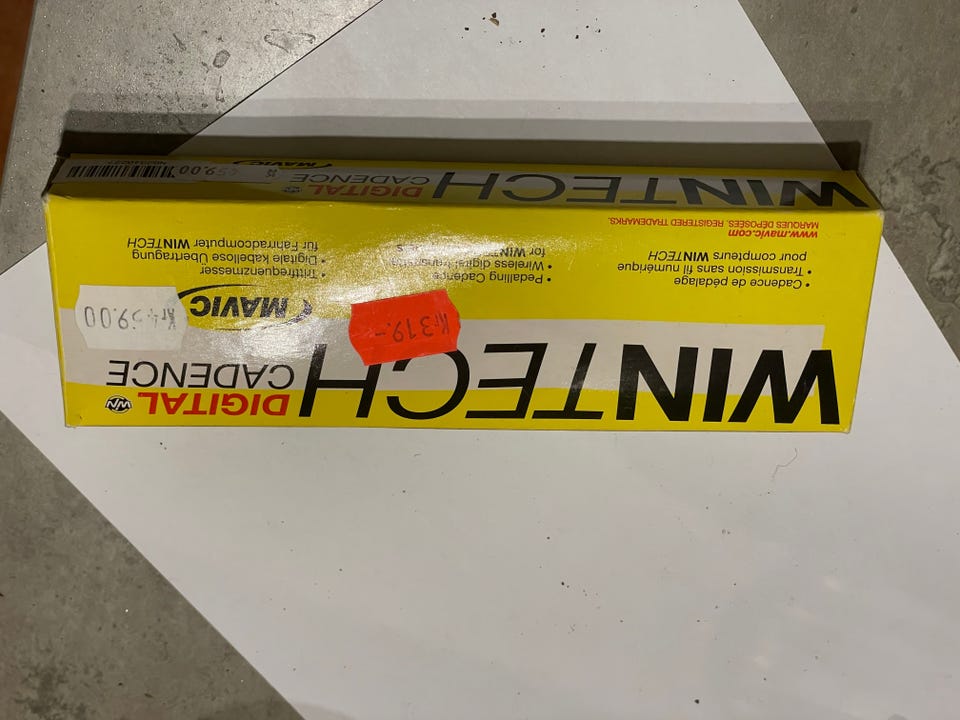 WINTECH DIGITAL
CADENCE
Kr 319.-
Kr 459.00
MAVIC
• Cadence de pédalage
• Transmission sans fil numérique
pour compteurs WINTECH
• Pedalling Cadence
• Wireless digital
for WINTECH
• Trittfrequenzmesser
• Digitale kabellose Übertragung
für Fahrradcomputer WINTECH
www.mavic.com
MARQUES DÉPOSÉES. REGISTERED TRADEMARKS.
WINTECH DIGITAL
CADENCE
MAVIC
459.00